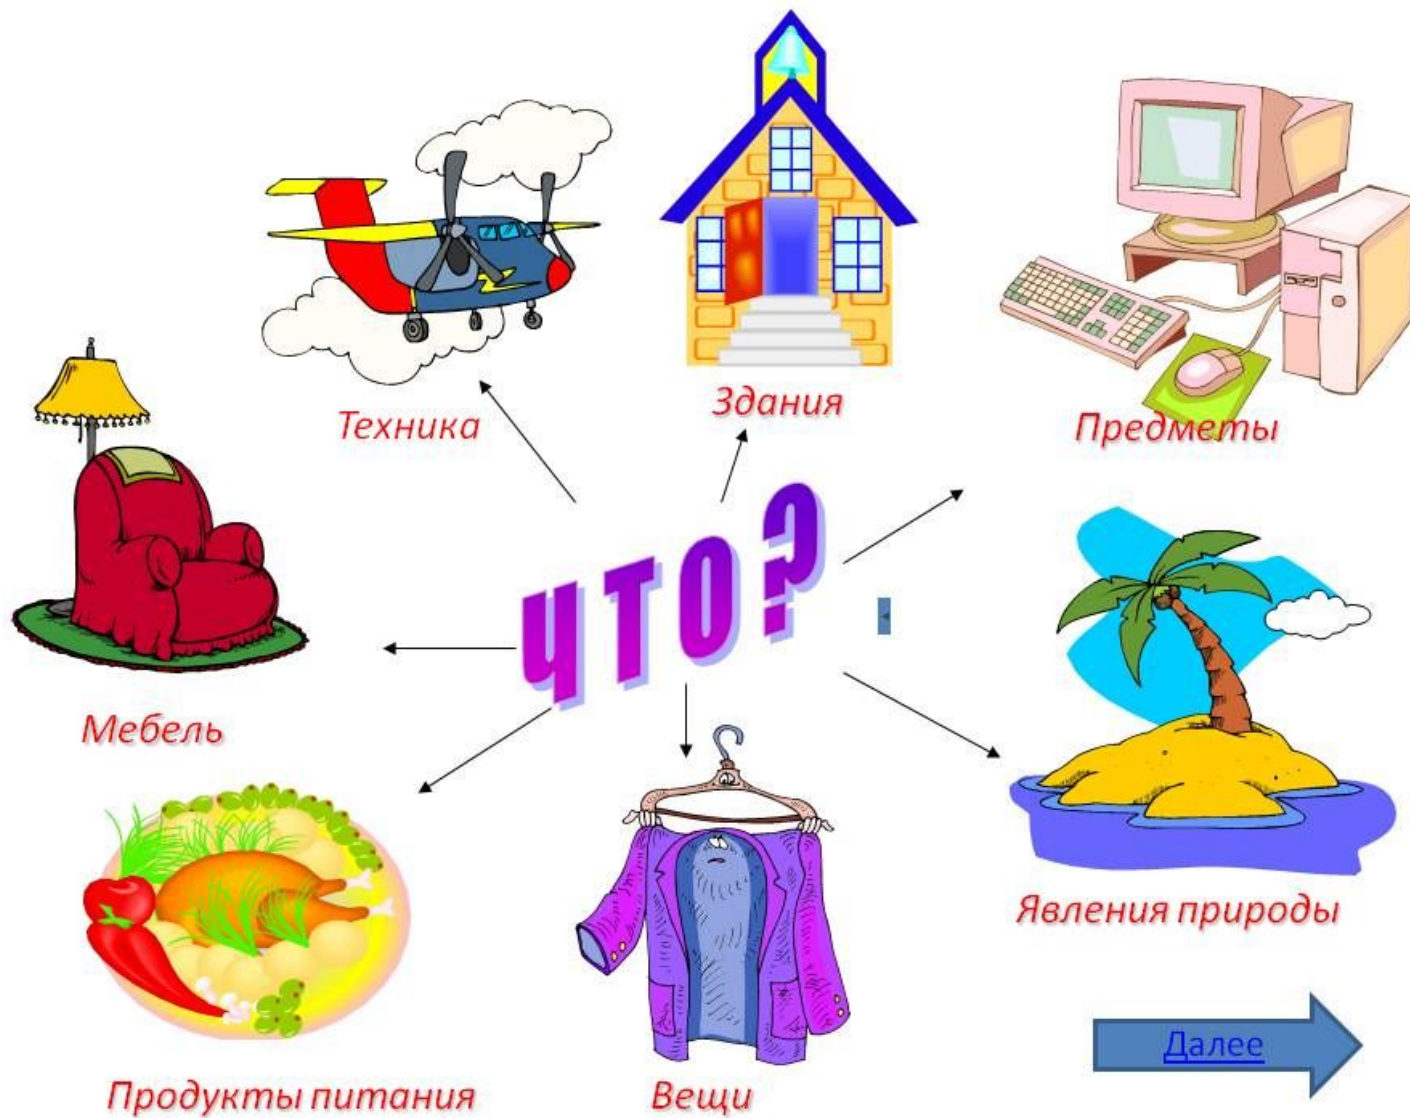 Здания
Техника
Предметы
ЧТО?
Мебель
Явления природы
Далее
Продукты питания
Вещи